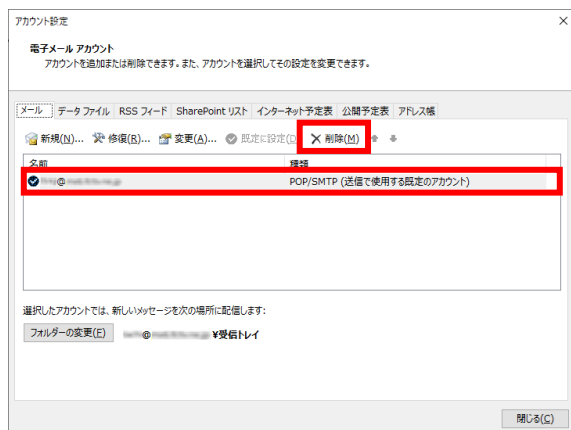 アカウント設定
電子メール アカウント
アカウントを追加または削除できます。また、アカウントを選択してその設定を変更できます。
メール データ ファイル RSS フィード SharePoint リスト インターネット予定表 公開予定表 アドレス帳
新規(N)... 修復(R)... 変更(A)... 既定に設定(D 削除(M)
名前 種類
@ POP/SMTP (送信で使用する既定のアカウント)
選択したアカウントでは、新しいメッセージを次の場所に配信します:
フォルダーの変更(F) @ ¥受信トレイ
閉じる(C)